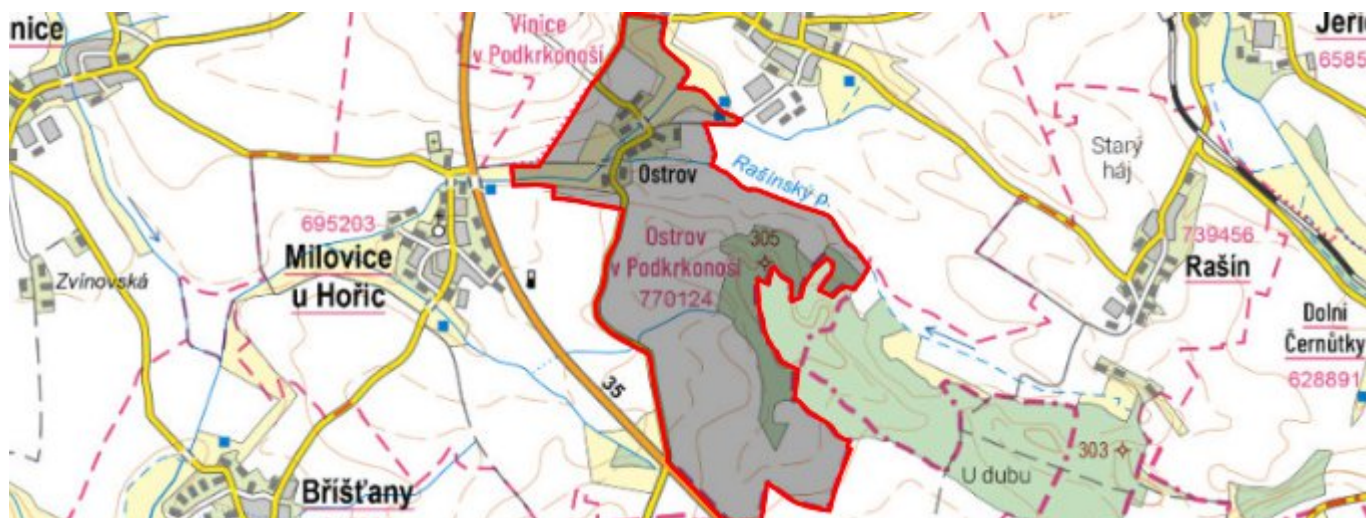 nice
Vinice
v Podkrkonoší
Jeři
6585
Starý
háj
Ostrov
Rašínský p.
695203
Milovice
u Hořic
Zvínovská
Ostrov
v Podkrkonoší
770124
305
739456
Rašín
Dolní
Černůtky
628891
35
303
U dubu
Bříšťany